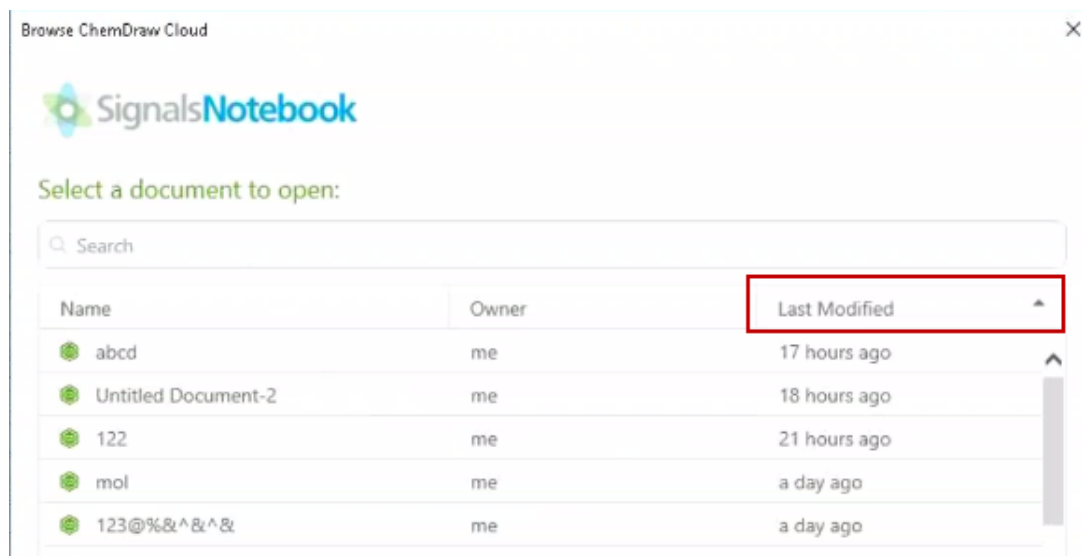 Browse ChemDraw Cloud
SignalsNotebook
Select a document to open:
Search
Name Owner Last Modified
abcd me 17 hours ago
Untitled Document-2 me 18 hours ago
122 me 21 hours ago
mol me a day ago
123@%&^&^& me a day ago